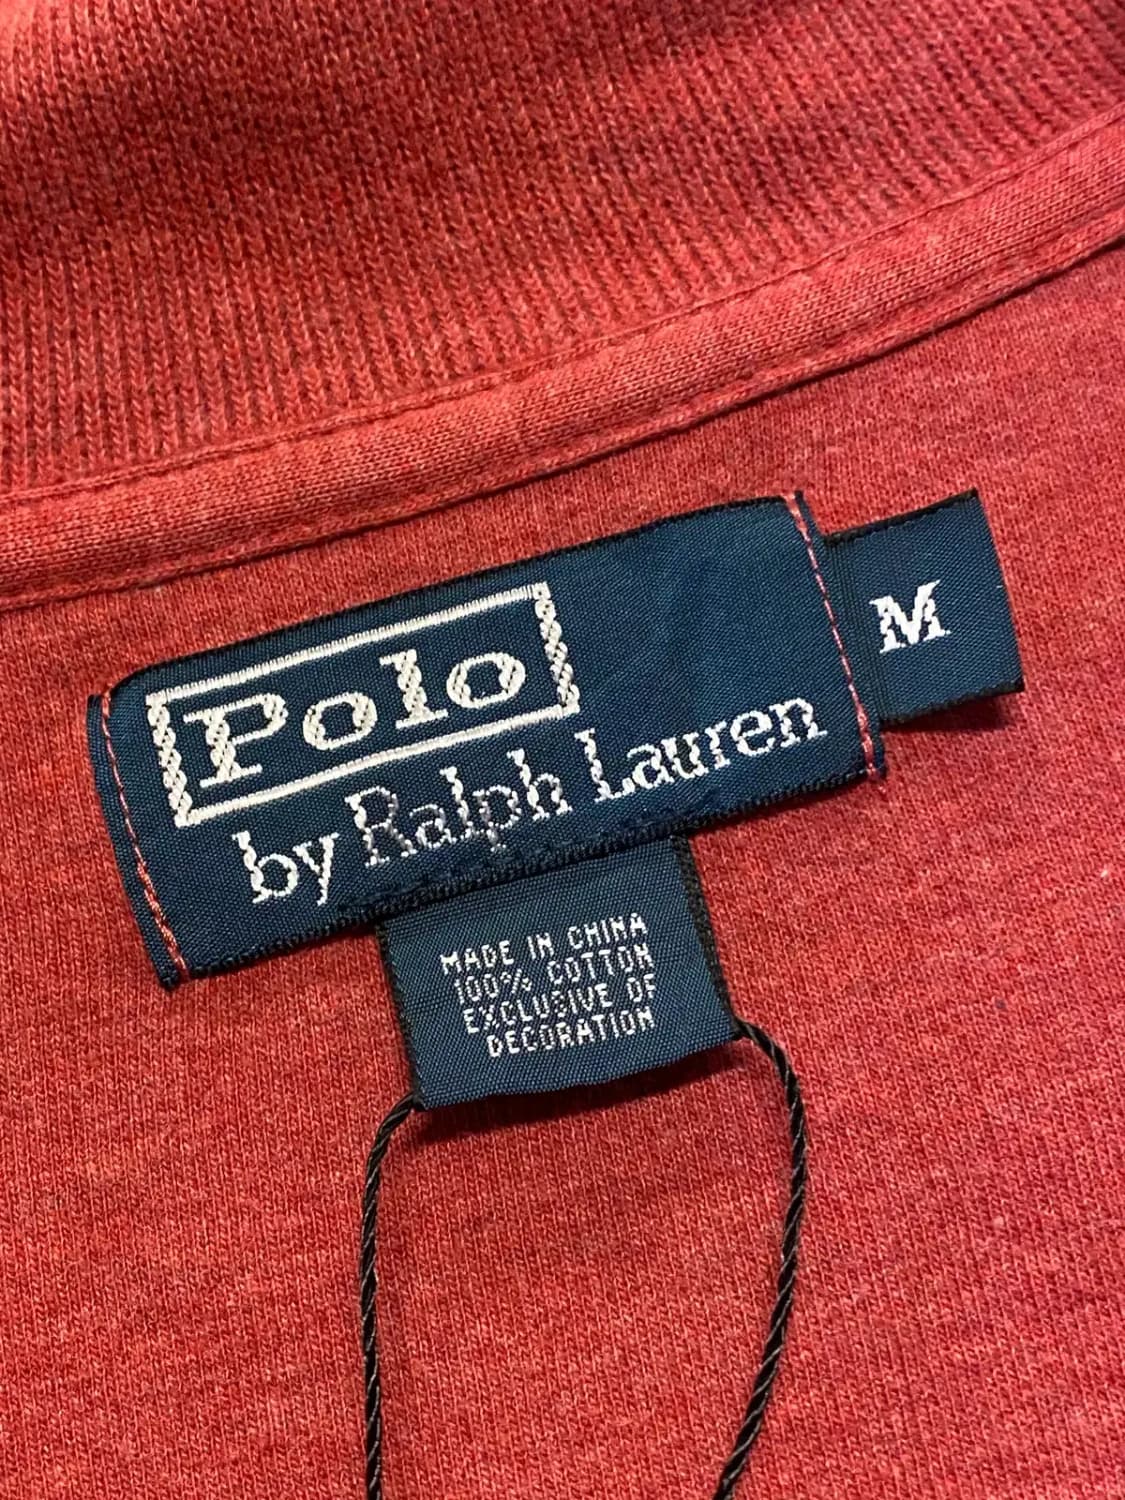 Polo
by Ralph Lauren
M
MADE IN CHINA
100% COTTON
EXCLUSIVE OF
DECORATION